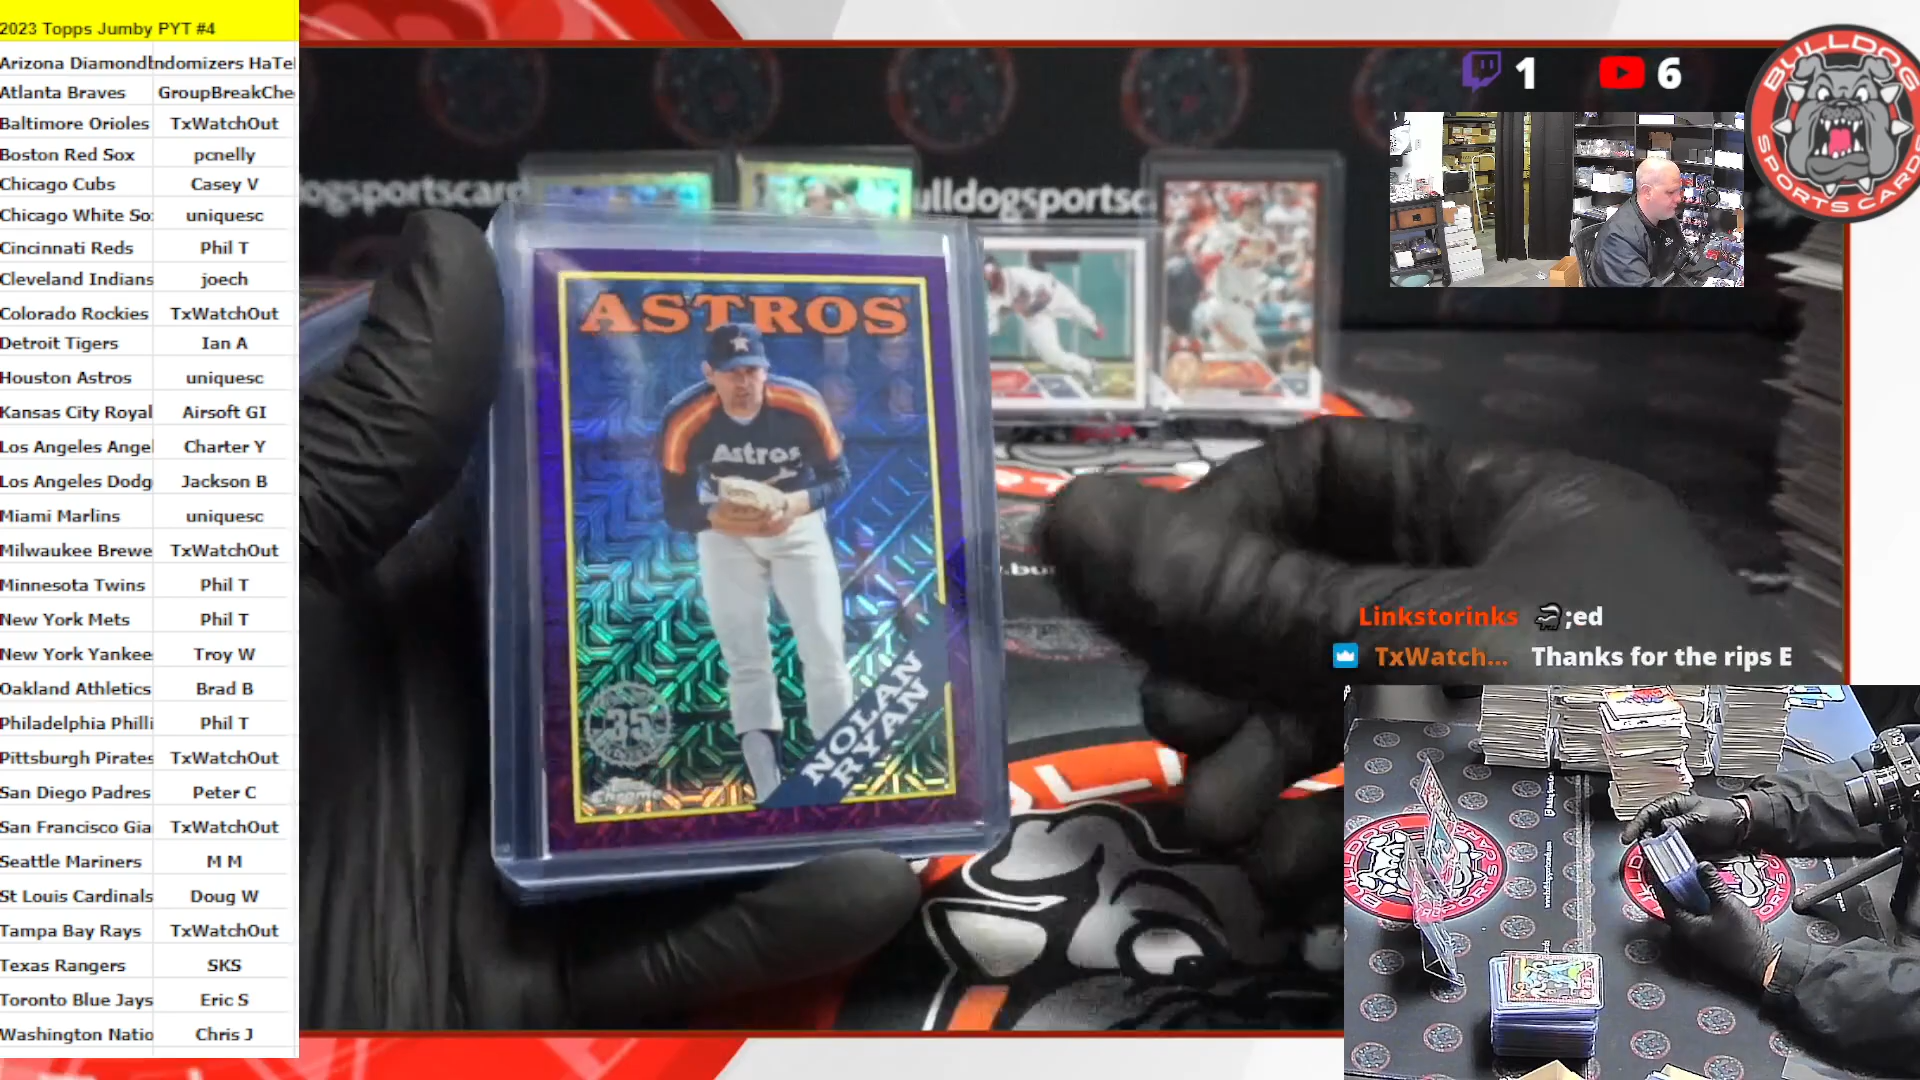 2023 Topps Jumby PYT #4
Arizona Diamondb ndomizers HaTe
Atlanta Braves GroupBreakChe
Baltimore Orioles TxWatchOut
Boston Red Sox pcnelly
Chicago Cubs Casey V
Chicago White So uniquesc
Cincinnati Reds Phil T
Cleveland Indians joech
Colorado Rockies TxWatchOut
Detroit Tigers Ian A
Houston Astros uniquesc
Kansas City Royal Airsoft GI
Los Angeles Angel Charter Y
Los Angeles Dodg Jackson B
Miami Marlins uniquesc
Milwaukee Brewe TxWatchOut
Minnesota Twins Phil T
New York Mets Phil T
New York Yankee Troy W
Oakland Athletics Brad B
Philadelphia Philli Phil T
Pittsburgh Pirates TxWatchOut
San Diego Padres Peter C
San Francisco Gia TxWatchOut
Seattle Mariners M M
St Louis Cardinals Doug W
Tampa Bay Rays TxWatchOut
Texas Rangers SKS
Toronto Blue Jays Eric S
Washington Natio Chris J
1 6
BULLDOG
SPORTS CARDS
dogsportscard
ulldogsportsc
ASTROS
Astros
35
Chrome
NOLAN
RYAN
Linkstorinks ;ed
TxWatch... Thanks for the rips E